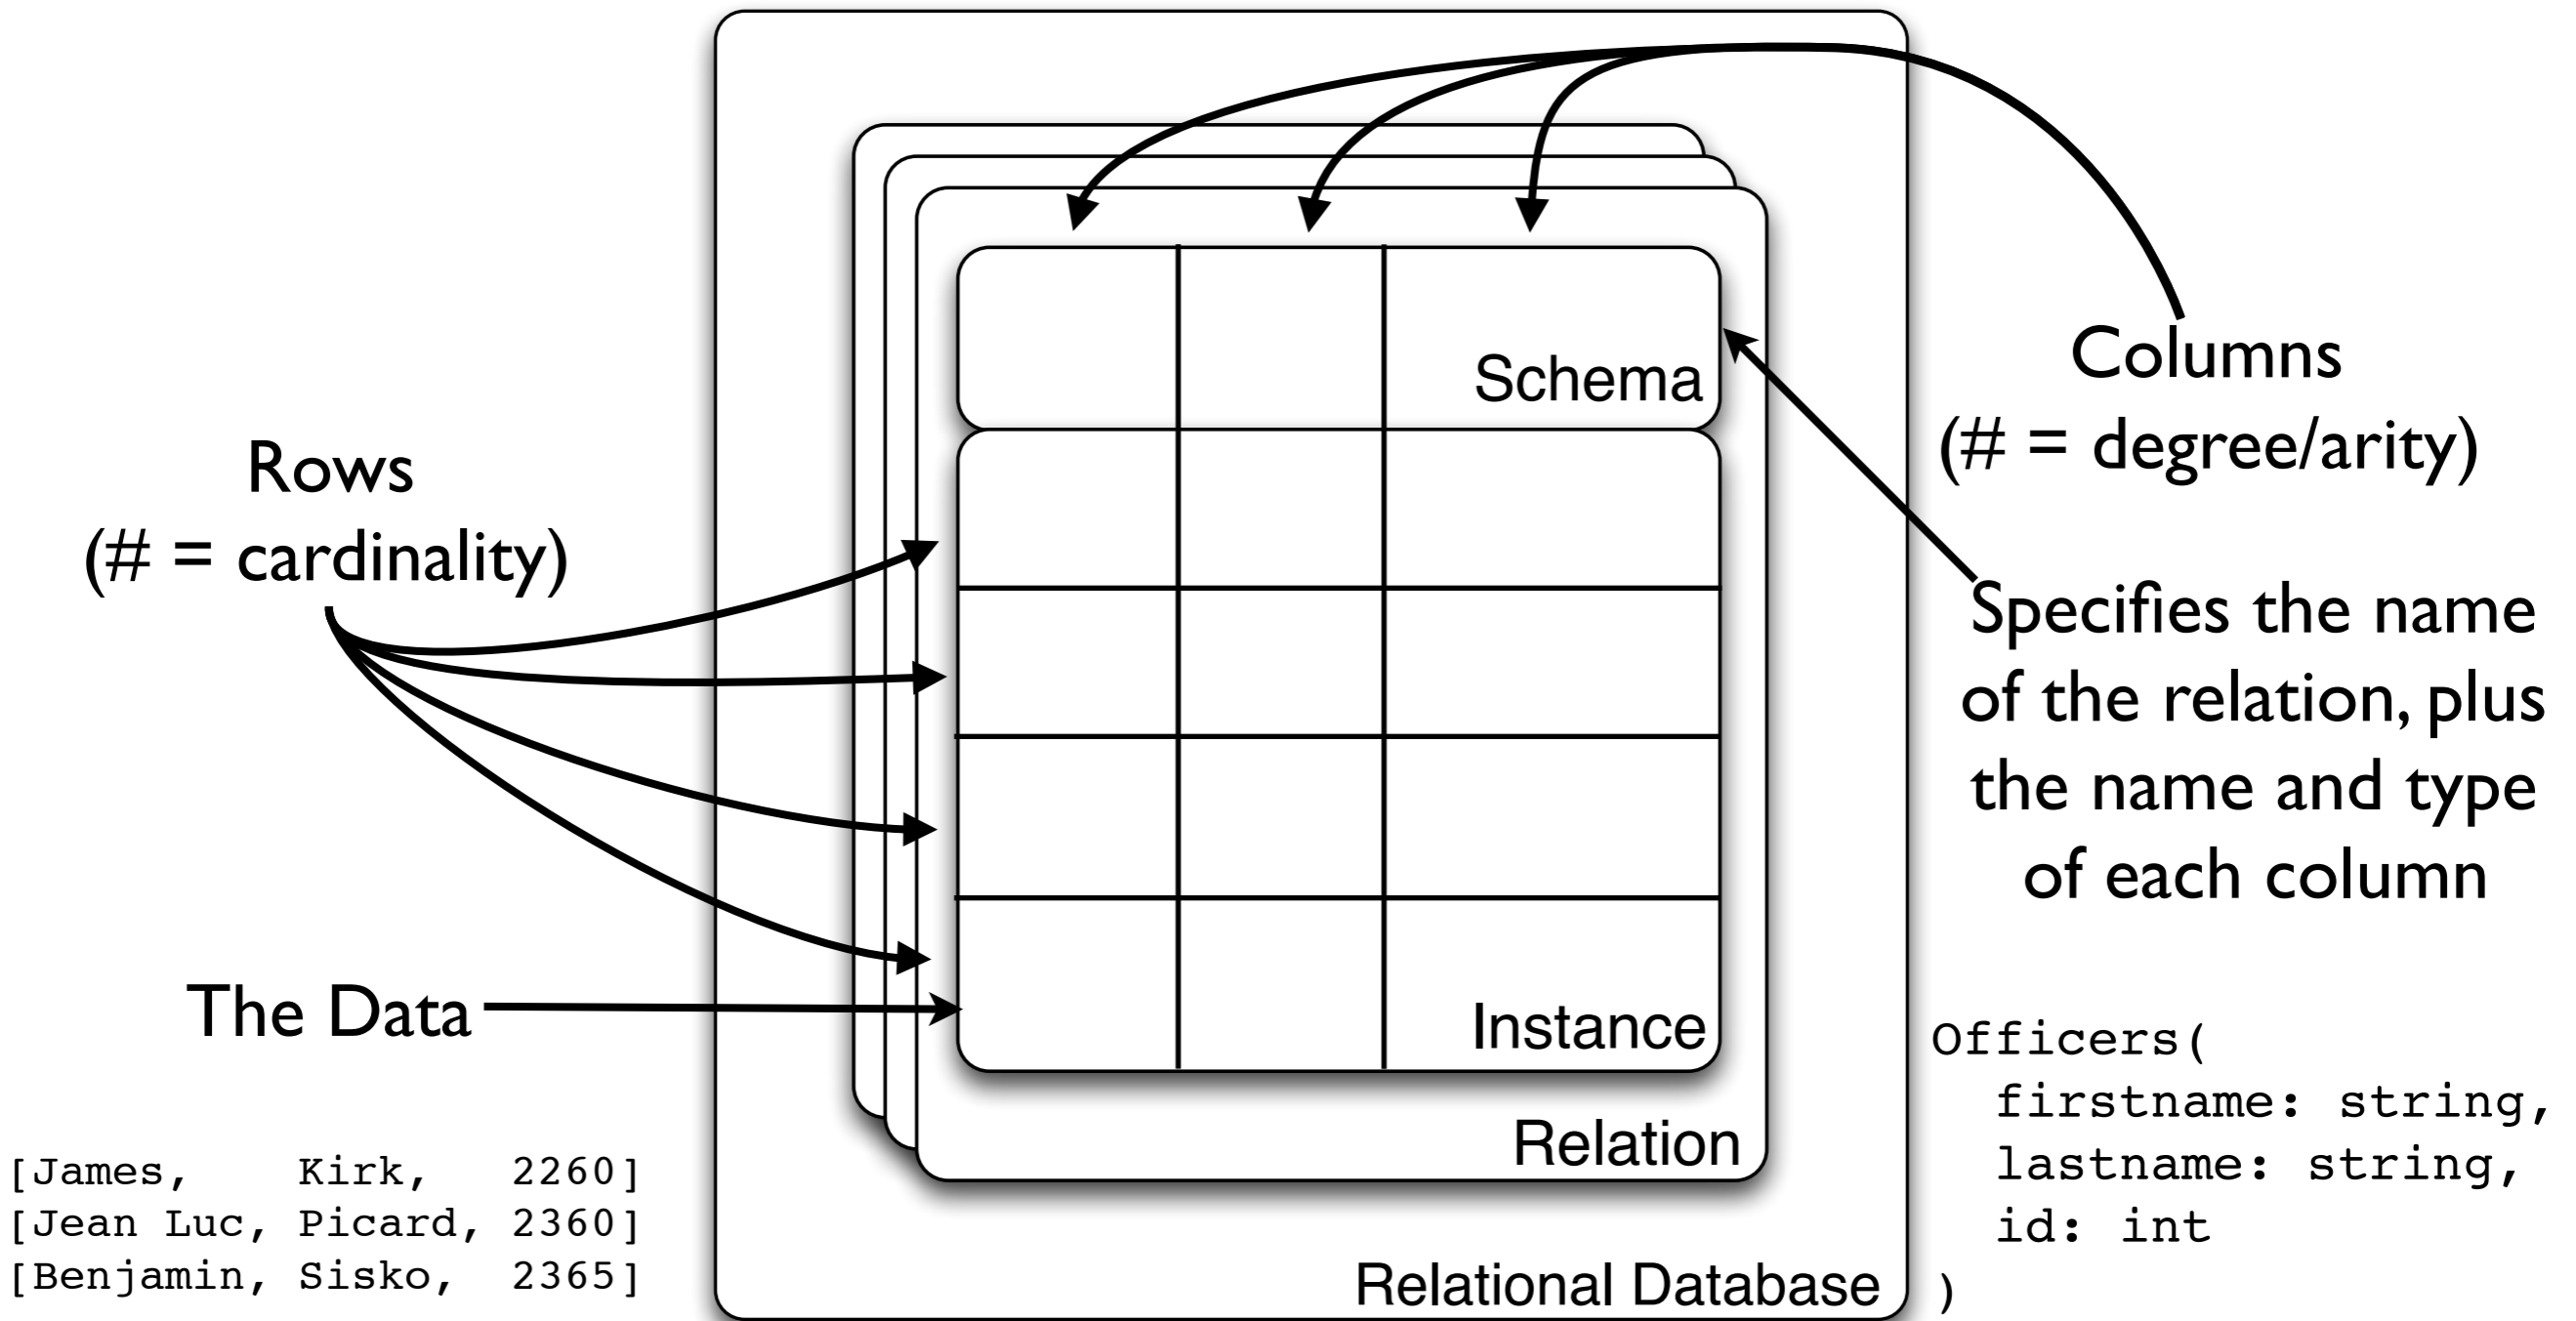 Rows
(# = cardinality)
The Data
[James, Kirk, 2260]
[Jean Luc, Picard, 2360]
[Benjamin, Sisko, 2365]
Schema
Instance
Relation
Relational Database
Columns
(# = degree/arity)
Specifies the name
of the relation, plus
the name and type
of each column
Officers(
firstname: string,
lastname: string,
id: int
)